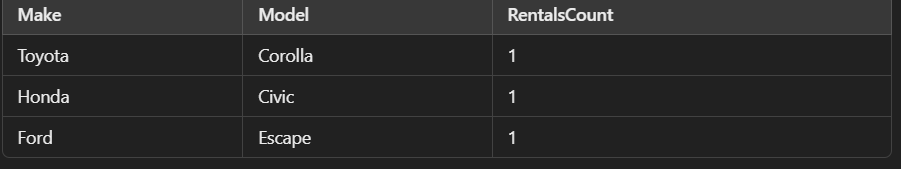 Make Model RentalsCount
Toyota Corolla 1
Honda Civic 1
Ford Escape 1